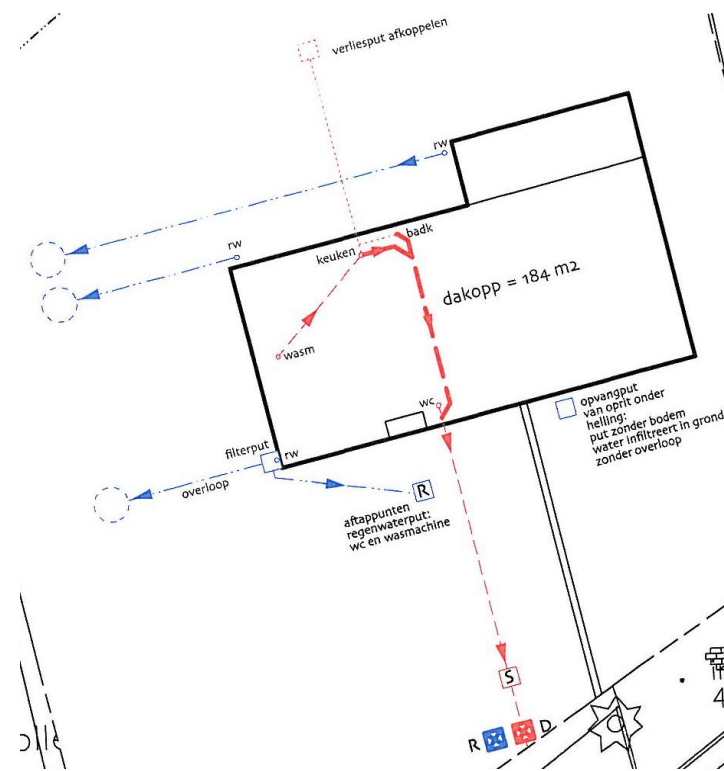 verliesput afkoppelen
rw
rw
badk
keuken
dakopp = 184 m2
wasm
wc
opvangput
van oprit onder
helling:
put zonder bodem
water infiltreert in grond
zonder overloop
filterput
rw
overloop
R
aftappunten
regenwaterput:
wc en wasmachine
S
R
D
4